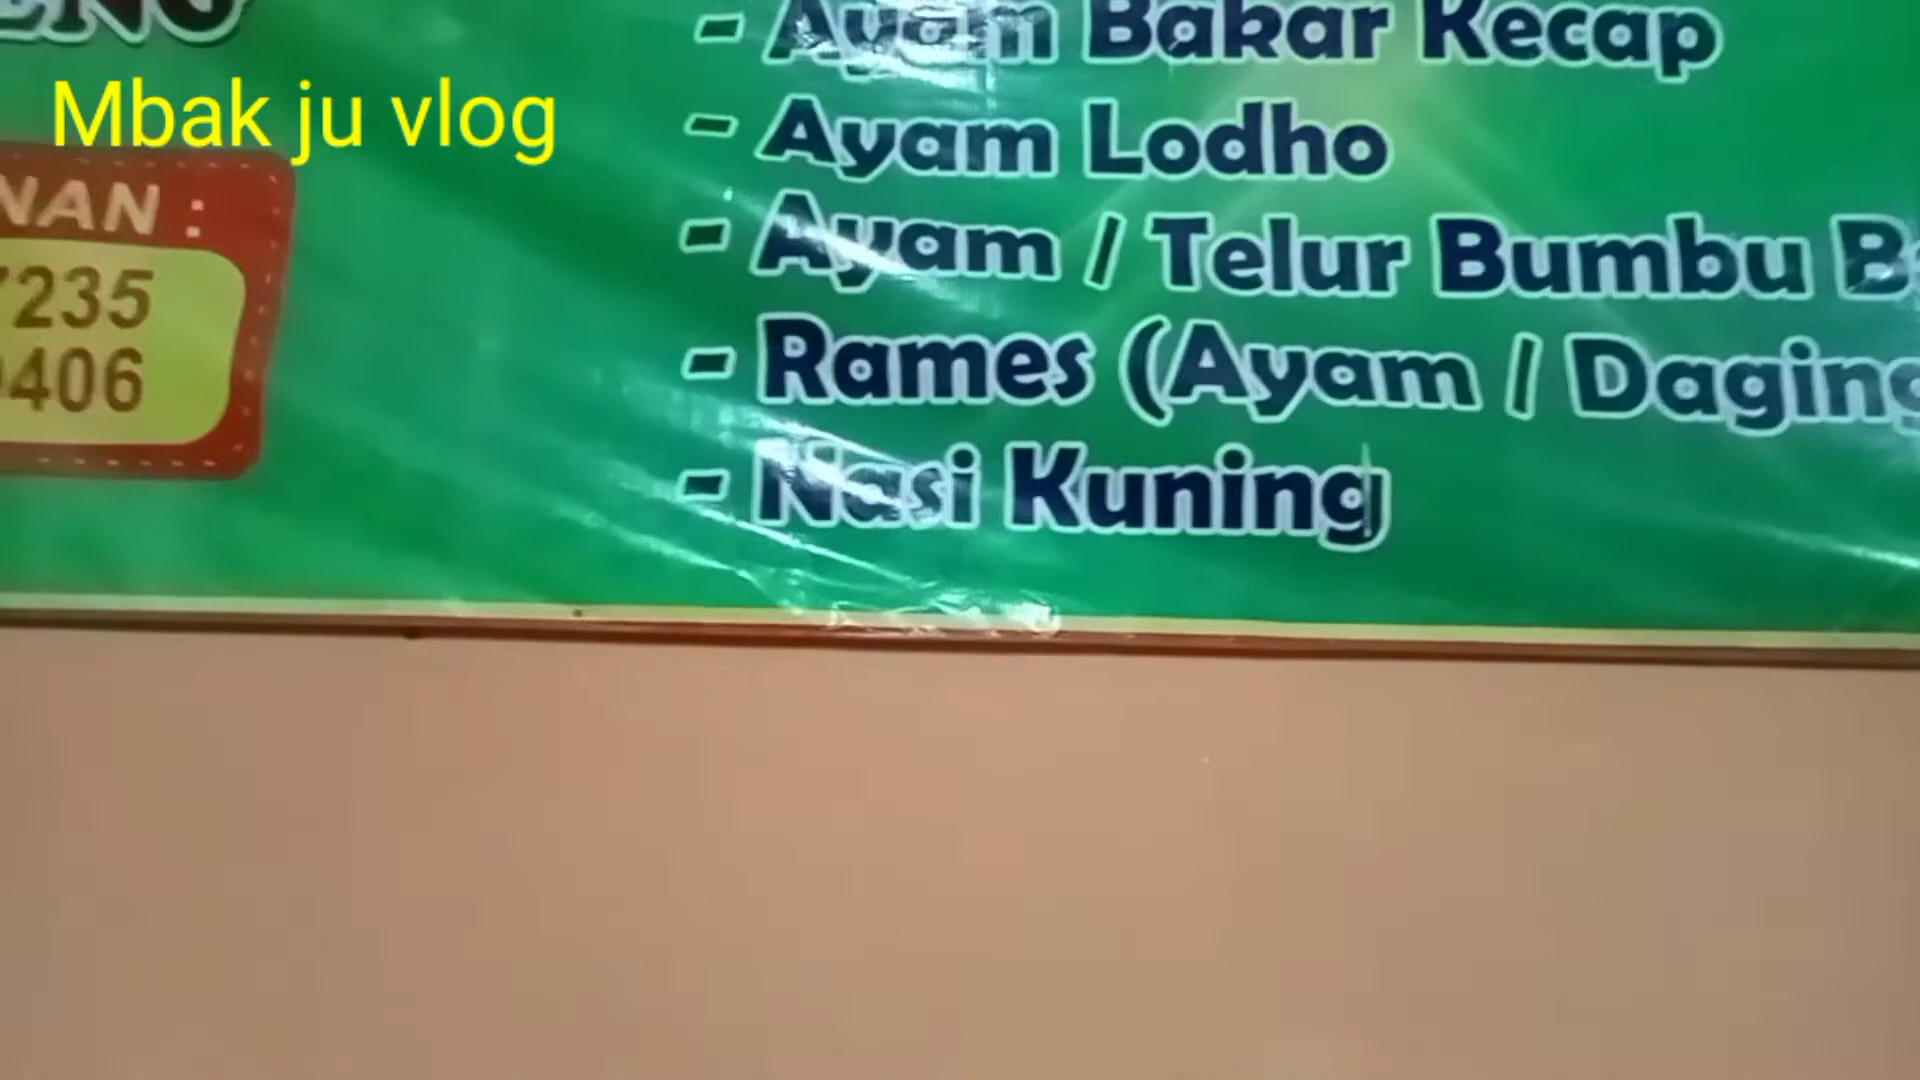 Mbak ju vlog
- Ayam Bakar Kecap
- Ayam Lodho
- Ayam / Telur Bumbu
- Rames (Ayam / Daging
- Nasi Kuning
NAN :
7235
0406